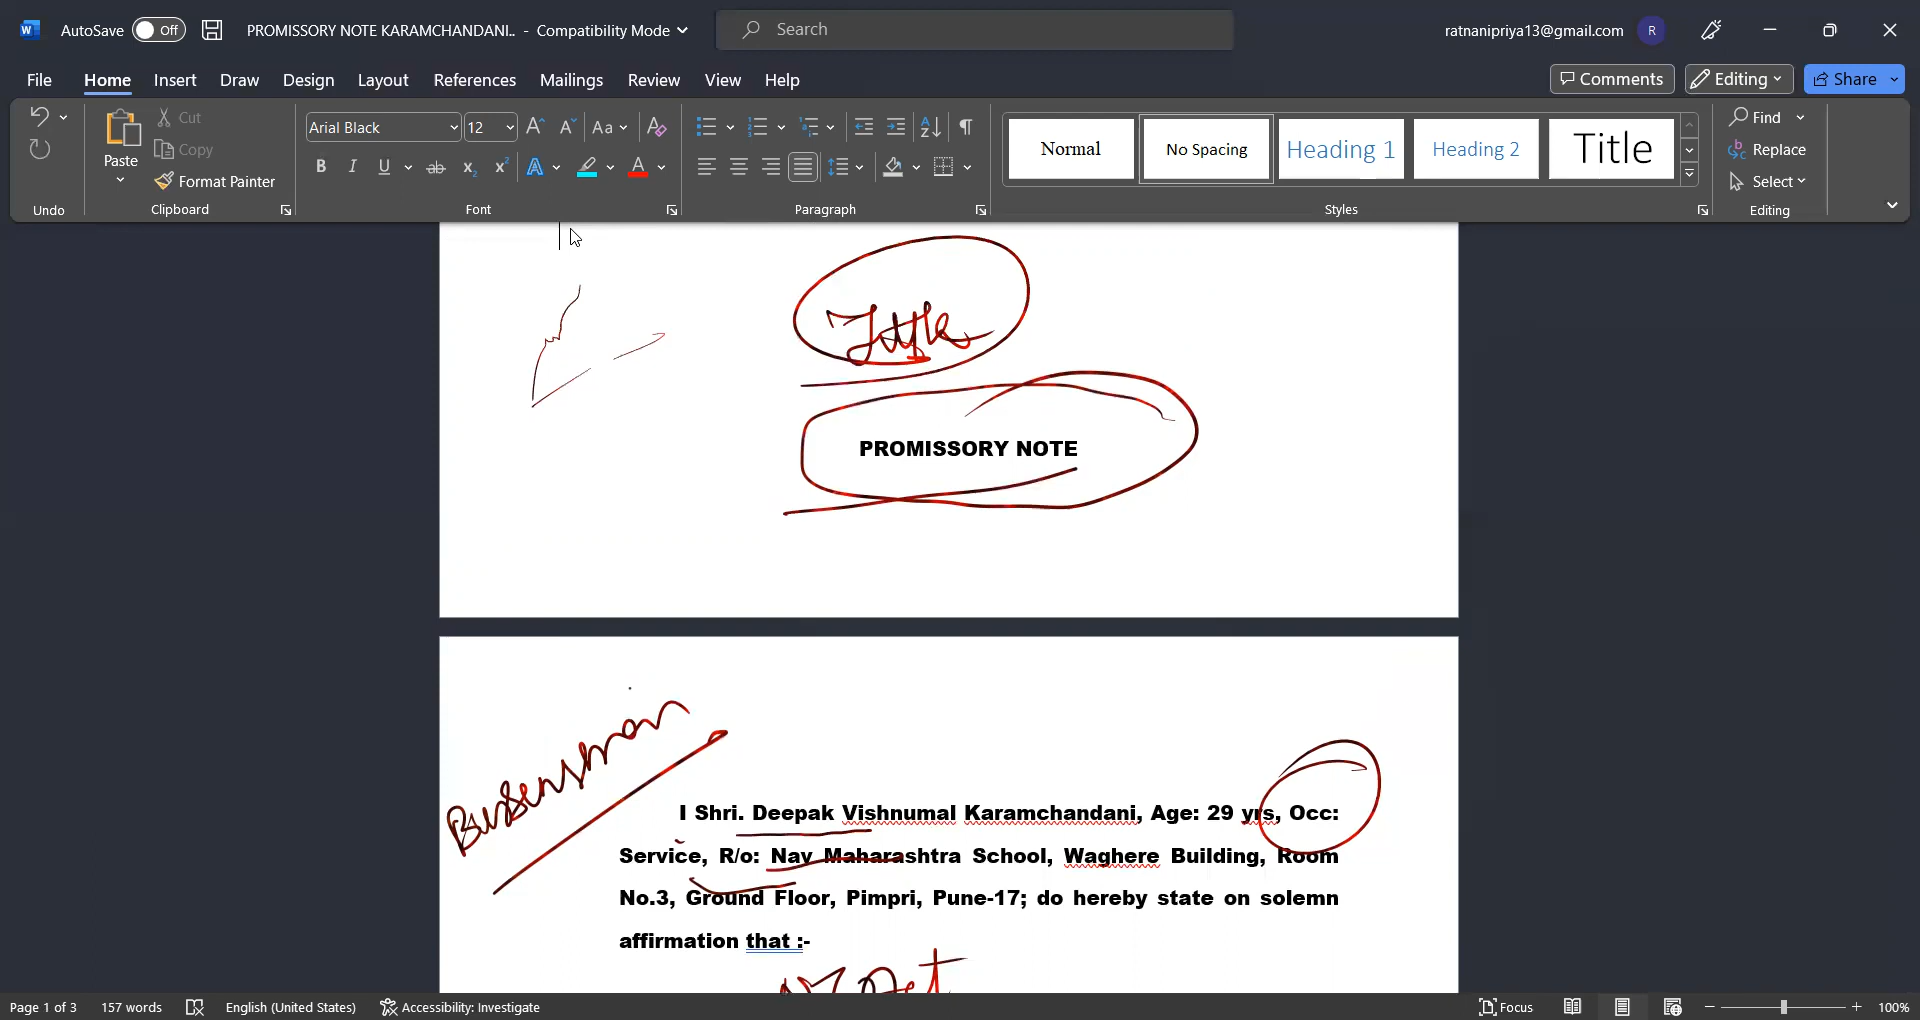 AutoSave Off PROMISSORY NOTE KARAMCHANDANI.. - Compatibility Mode Search ratnanipriya13@gmail.com R
File Home Insert Draw Design Layout References Mailings Review View Help Comments Editing Share
Undo
Paste Cut Copy Format Painter
Clipboard
Arial Black 12 Aa
B I U ab x₂ x² A A
Font
Paragraph
Normal No Spacing Heading 1 Heading 2 Title
Styles
Find Replace Select
Editing
Title
PROMISSORY NOTE
I Shri. Deepak Vishnumal Karamchandani, Age: 29 yrs, Occ:
Service, R/o: Nav Maharashtra School, Waghere Building, Room
No.3, Ground Floor, Pimpri, Pune-17; do hereby state on solemn
affirmation that :-
Page 1 of 3 157 words English (United States) Accessibility: Investigate Focus 100%